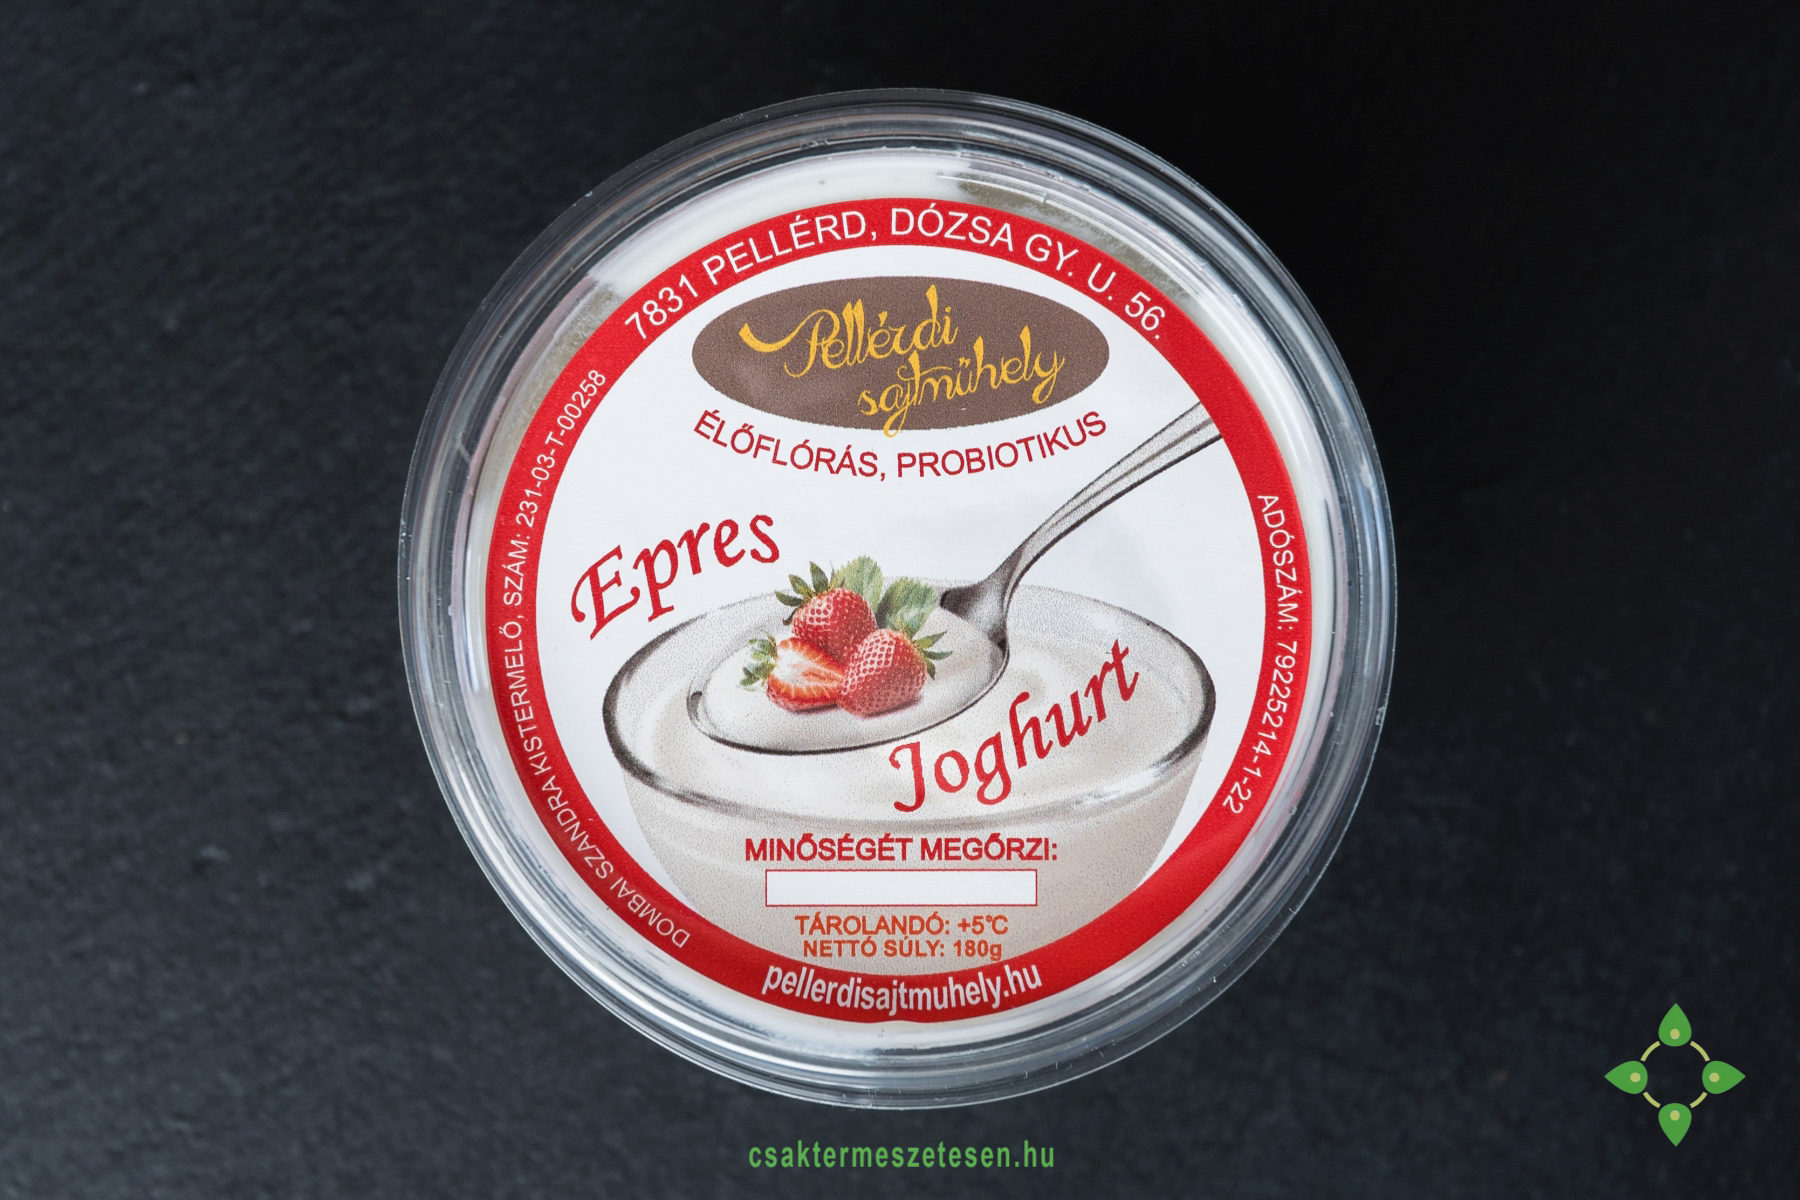 7831 PELLÉRD, DÓZSA GY. U. 56.
Pellérdi
sajtműhely
ÉLŐFLÓRÁS, PROBIOTIKUS
Epres
Joghurt
MINŐSÉGÉT MEGŐRZI:
TÁROLANDÓ: +5°C
NETTÓ SÚLY: 180g
pellerdisajtmuhely.hu
DOMBAI SZANDRA KISTERMELŐ, SZÁM: 231-03-T-00258
ADÓSZÁM: 79225214-1-22
csaktermeszetesen.hu